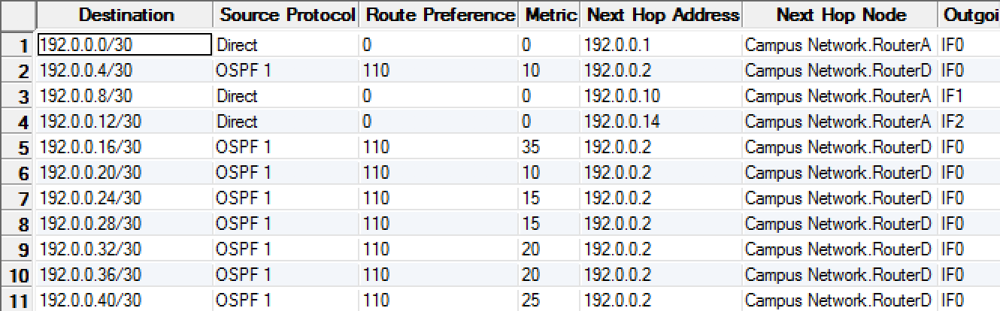 Destination Source Protocol Route Preference Metric Next Hop Address Next Hop Node Outgoi
1 192.0.0.0/30 Direct 0 0 192.0.0.1 Campus Network.RouterA IF0
2 192.0.0.4/30 OSPF 1 110 10 192.0.0.2 Campus Network.RouterD IF0
3 192.0.0.8/30 Direct 0 0 192.0.0.10 Campus Network.RouterA IF1
4 192.0.0.12/30 Direct 0 0 192.0.0.14 Campus Network.RouterA IF2
5 192.0.0.16/30 OSPF 1 110 35 192.0.0.2 Campus Network.RouterD IF0
6 192.0.0.20/30 OSPF 1 110 10 192.0.0.2 Campus Network.RouterD IF0
7 192.0.0.24/30 OSPF 1 110 15 192.0.0.2 Campus Network.RouterD IF0
8 192.0.0.28/30 OSPF 1 110 15 192.0.0.2 Campus Network.RouterD IF0
9 192.0.0.32/30 OSPF 1 110 20 192.0.0.2 Campus Network.RouterD IF0
10 192.0.0.36/30 OSPF 1 110 20 192.0.0.2 Campus Network.RouterD IF0
11 192.0.0.40/30 OSPF 1 110 25 192.0.0.2 Campus Network.RouterD IF0